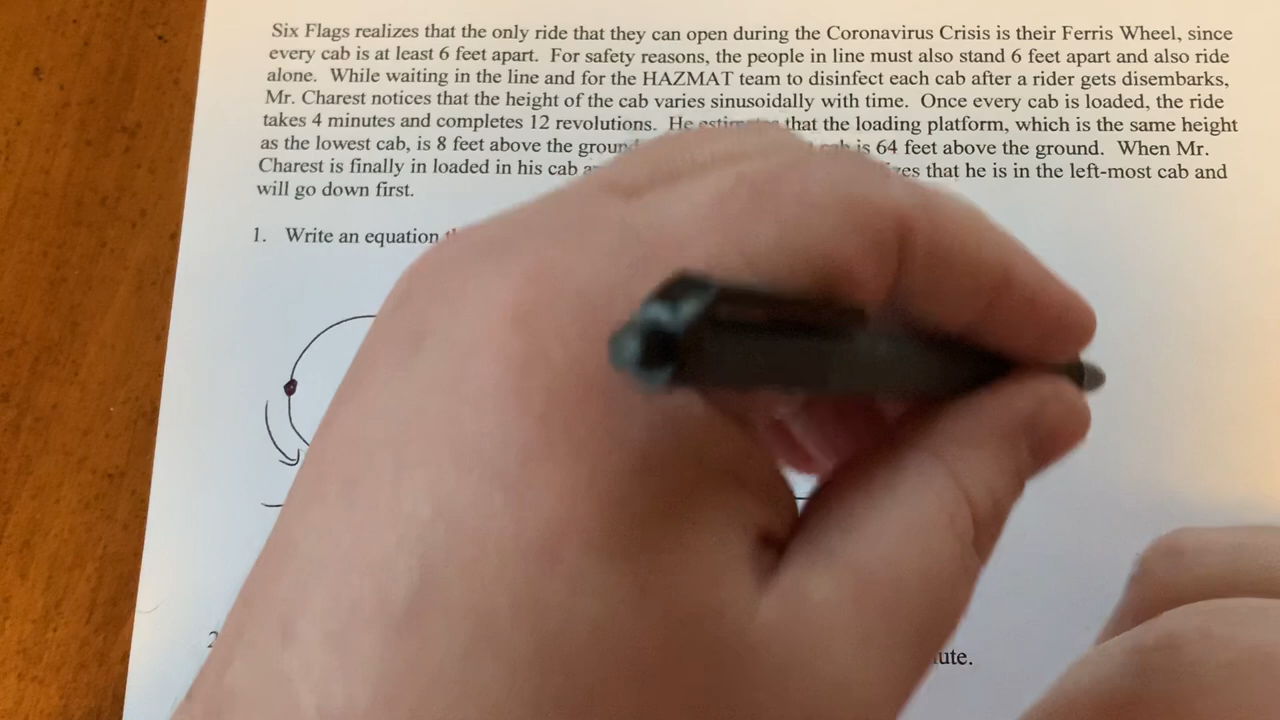 Six Flags realizes that the only ride that they can open during the Coronavirus Crisis is their Ferris Wheel, since
every cab is at least 6 feet apart. For safety reasons, the people in line must also stand 6 feet apart and also ride
alone. While waiting in the line and for the HAZMAT team to disinfect each cab after a rider gets disembarks,
Mr. Charest notices that the height of the cab varies sinusoidally with time. Once every cab is loaded, the ride
takes 4 minutes and completes 12 revolutions. He estimates that the loading platform, which is the same height
as the lowest cab, is 8 feet above the ground cab is 64 feet above the ground. When Mr.
Charest is finally in loaded in his cab that he is in the left-most cab and
will go down first.
1. Write an equation
2